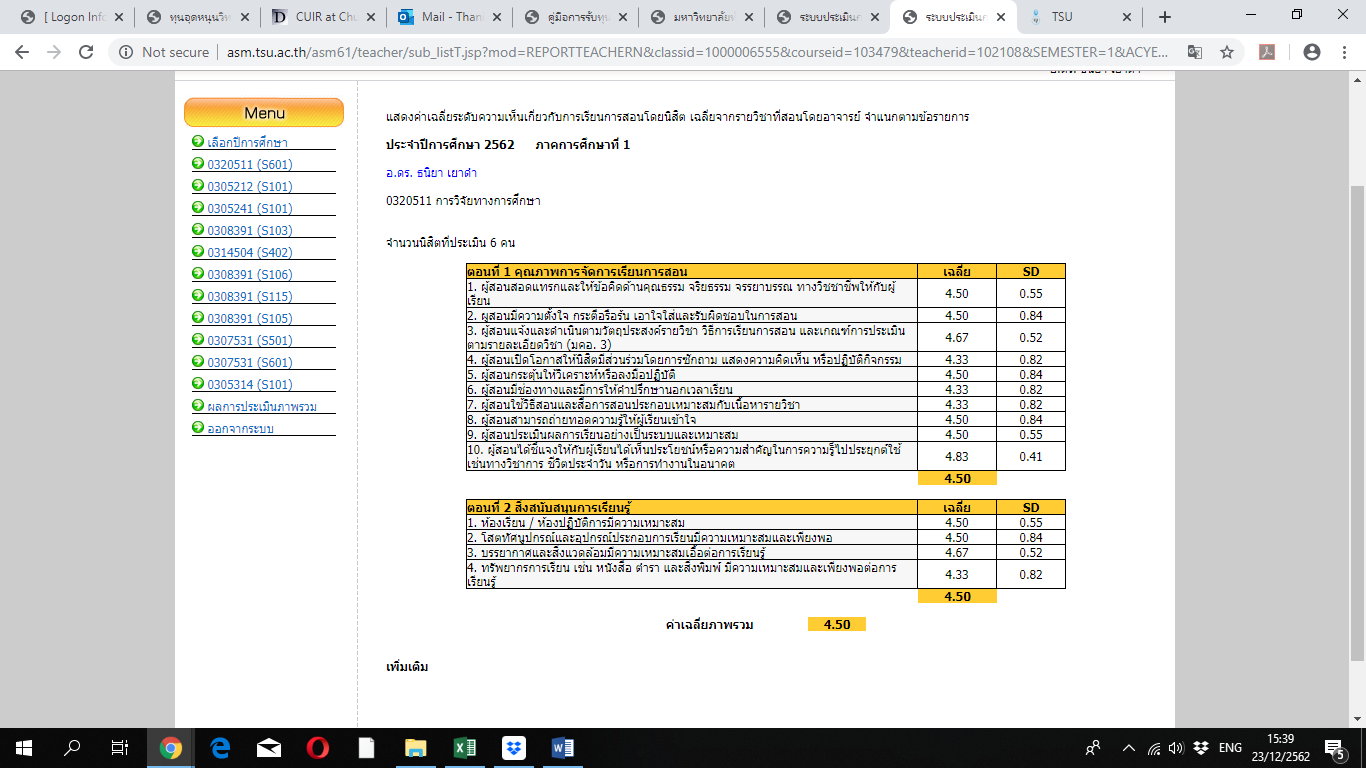 [ Logon Info
ทุนอุดหนุนวิท
CUIR at Chu
Mail - Thani
คู่มือการรับทุน
มหาวิทยาลัย
ระบบประเมินก
ระบบประเมินก
TSU
Not secure
asm.tsu.ac.th/asm61/teacher/sub_listT.jsp?mod=REPORTTEACHERN&classid=1000006555&courseid=103479&teacherid=102108&SEMESTER=1&ACYE...
Menu
เลือกปีการศึกษา
0320511 (S601)
0305212 (S101)
0305241 (S101)
0308391 (S103)
0314504 (S402)
0308391 (S106)
0308391 (S115)
0308391 (S105)
0307531 (S501)
0307531 (S601)
0305314 (S101)
ผลการประเมินภาพรวม
ออกจากระบบ
แสดงค่าเฉลี่ยระดับความเห็นเกี่ยวกับการเรียนการสอนโดยนิสิต เฉลี่ยจากรายวิชาที่สอนโดยอาจารย์ จำแนกตามข้อรายการ
ประจำปีการศึกษา 2562 ภาคการศึกษาที่ 1
อ.ดร. ธนิยา เยาดำ
0320511 การวิจัยทางการศึกษา
จำนวนนิสิตที่ประเมิน 6 คน
ตอนที่ 1 คุณภาพการจัดการเรียนการสอน เฉลี่ย SD
1. ผู้สอนสอดแทรกและให้ข้อคิดด้านคุณธรรม จริยธรรม จรรยาบรรณ ทางวิชชาชีพให้กับผู้
เรียน 4.50 0.55
2. ผู้สอนมีความตั้งใจ กระตือรือร้น เอาใจใส่และรับผิดชอบในการสอน 4.50 0.84
3. ผู้สอนแจ้งและดำเนินตามวัตถุประสงค์รายวิชา วิธีการเรียนการสอน และเกณฑ์การประเมิน
ตามรายละเอียดวิชา (มคอ. 3) 4.67 0.52
4. ผู้สอนเปิดโอกาสให้นิสิตมีส่วนร่วมโดยการซักถาม แสดงความคิดเห็น หรือปฏิบัติกิจกรรม 4.33 0.82
5. ผู้สอนกระตุ้นให้วิเคราะห์หรือลงมือปฏิบัติ 4.50 0.84
6. ผู้สอนมีช่องทางและมีการให้คำปรึกษานอกเวลาเรียน 4.33 0.82
7. ผู้สอนใช้วิธีสอนและสื่อการสอนประกอบเหมาะสมกับเนื้อหารายวิชา 4.33 0.82
8. ผู้สอนสามารถถ่ายทอดความรู้ให้ผู้เรียนเข้าใจ 4.50 0.84
9. ผู้สอนประเมินผลการเรียนอย่างเป็นระบบและเหมาะสม 4.50 0.55
10. ผู้สอนได้ชี้แจงให้กับผู้เรียนได้เห็นประโยชน์หรือความสำคัญในการความรู้ไปประยุกต์ใช้
เช่นทางวิชาการ ชีวิตประจำวัน หรือการทำงานในอนาคต 4.83 0.41
4.50
ตอนที่ 2 สิ่งสนับสนุนการเรียนรู้ เฉลี่ย SD
1. ห้องเรียน / ห้องปฏิบัติการมีความเหมาะสม 4.50 0.55
2. โสตทัศนูปกรณ์และอุปกรณ์ประกอบการเรียนมีความเหมาะสมและเพียงพอ 4.50 0.84
3. บรรยากาศและสิ่งแวดล้อมมีความเหมาะสมเอื้อต่อการเรียนรู้ 4.67 0.52
4. ทรัพยากรการเรียน เช่น หนังสือ ตำรา และสิ่งพิมพ์ มีความเหมาะสมและเพียงพอต่อการ
เรียนรู้ 4.33 0.82
4.50
ค่าเฉลี่ยภาพรวม 4.50
เพิ่มเติม
ENG
15:39
23/12/2562
5